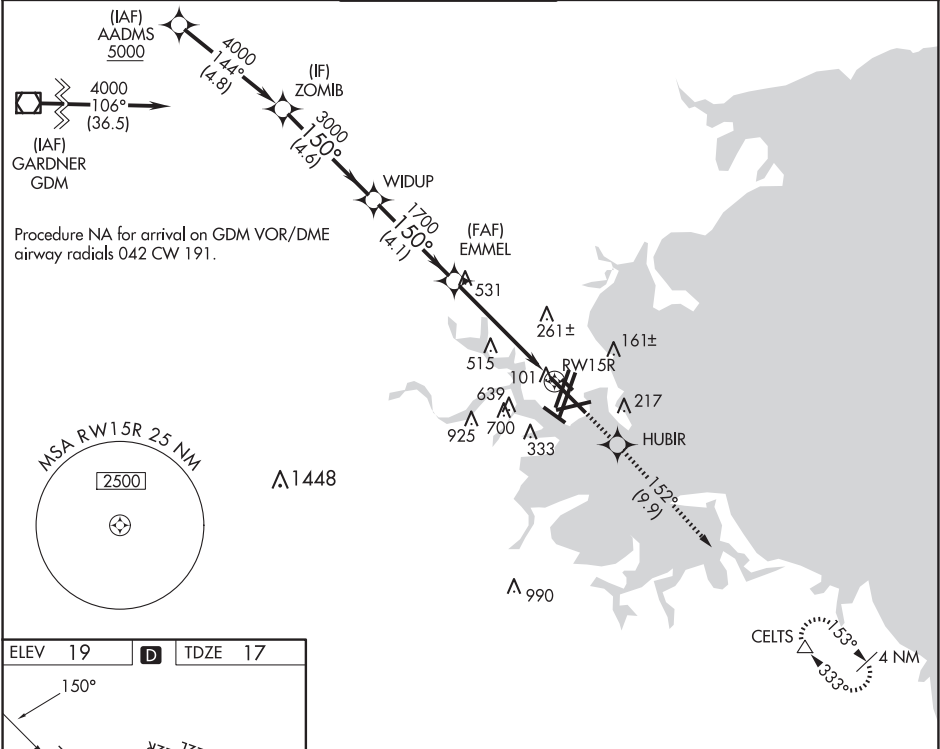 (IAF)
AADMS
5000
4000
144°
(4.8)
(IF)
ZOMIB
4000
106°
(36.5)
(IAF)
GARDNER
GDM
3000
150°
(4.6)
WIDUP
1700
150°
(4.1)
(FAF)
EMMEL
Procedure NA for arrival on GDM VOR/DME
airway radials 042 CW 191.
531
261±
515
161±
101
RW15R
639
217
925
700
333
HUBIR
152°
(9.9)
MSA RW15R 25 NM
2500
1448
990
CELTS
153°
4 NM
333°
ELEV 19
D
TDZE 17
150°